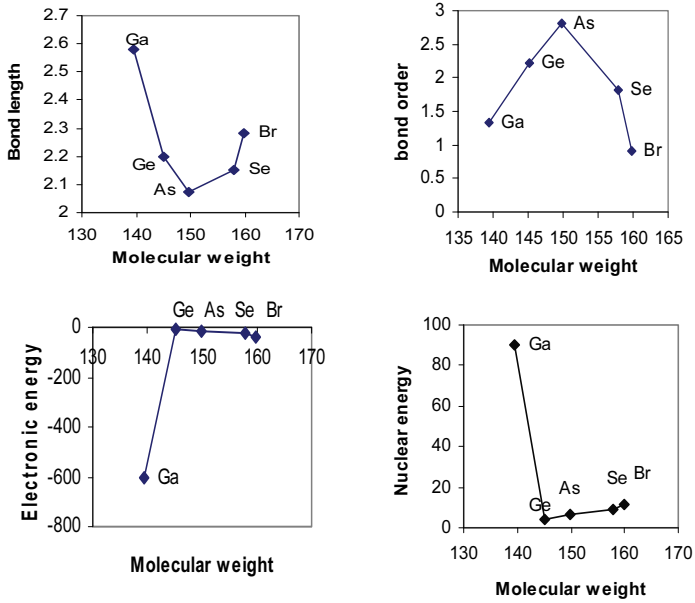 2.7
2.6
2.5
2.4
2.3
2.2
2.1
2
130 140 150 160 170
Bond length
Molecular weight
Ga
Ge
As
Se
Br
3
2.5
2
1.5
1
0.5
0
135 140 145 150 155 160 165
bond order
Molecular weight
As
Ge
Se
Ga
Br
Ge As Se Br
0
-200
-400
-600
-800
130 140 150 160 170
Electronic energy
Ga
Molecular weight
100
80
60
40
20
0
130 140 150 160 170
Nuclear energy
Ga
Ge
As
Se
Br
Molecular weight